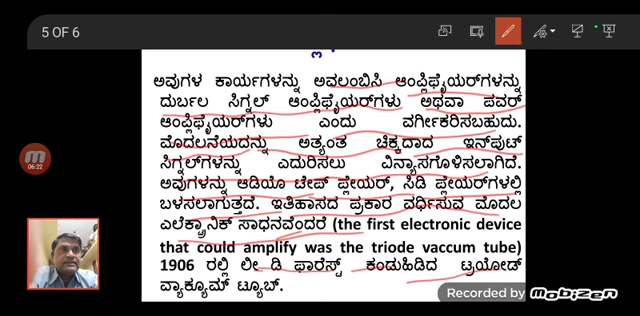 5 OF 6
ಅವುಗಳ ಕಾರ್ಯಗಳನ್ನು ಅವಲಂಬಿಸಿ ಆಂಪ್ಲಿಫೈಯರ್‌ಗಳನ್ನು
ದುರ್ಬಲ ಸಿಗ್ನಲ್ ಆಂಪ್ಲಿಫೈಯರ್‌ಗಳು ಅಥವಾ ಪವರ್
ಆಂಪ್ಲಿಫೈಯರ್‌ಗಳು ಎಂದು ವರ್ಗೀಕರಿಸಬಹುದು.
ಮೊದಲನೆಯದನ್ನು ಅತ್ಯಂತ ಚಿಕ್ಕದಾದ ಇನ್‌ಪುಟ್
ಸಿಗ್ನಲ್‌ಗಳನ್ನು ಎದುರಿಸಲು ವಿನ್ಯಾಸಗೊಳಿಸಲಾಗಿದೆ.
ಅವುಗಳನ್ನು ಆಡಿಯೊ ಟೇಪ್ ಪ್ಲೇಯರ್, ಸಿಡಿ ಪ್ಲೇಯರ್‌ಗಳಲ್ಲಿ
ಬಳಸಲಾಗುತ್ತದೆ. ಇತಿಹಾಸದ ಪ್ರಕಾರ ವರ್ಧಿಸುವ ಮೊದಲ
ಎಲೆಕ್ಟ್ರಾನಿಕ್ ಸಾಧನವೆಂದರೆ (the first electronic device
that could amplify was the triode vaccum tube)
1906 ರಲ್ಲಿ ಲೀ ಡಿ ಫಾರೆಸ್ಟ್ ಕಂಡುಹಿಡಿದ ಟ್ರಯೋಡ್
ವ್ಯಾಕ್ಯೂಮ್ ಟ್ಯೂಬ್.
06:22
Recorded by mobizen